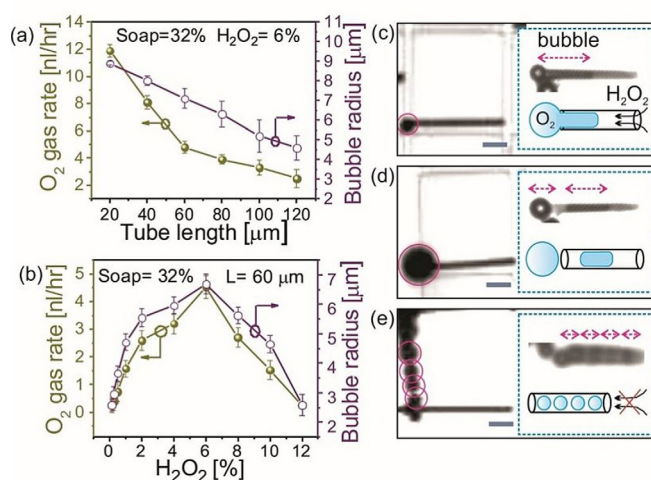 (a)
Soap=32% H₂O₂= 6%
O₂ gas rate [nl/hr]
14
12
10
8
6
4
2
Bubble radius [μm]
11
10
9
8
7
6
5
4
3
2
20 40 60 80 100 120
Tube length [μm]
(b)
Soap= 32% L= 60 μm
O₂ gas rate [nl/hr]
5
4
3
2
1
0
Bubble radius [μm]
7
6
5
4
3
2
0 2 4 6 8 10 12
H₂O₂ [%]
(c)
bubble
H₂O₂
O₂
(d)
(e)